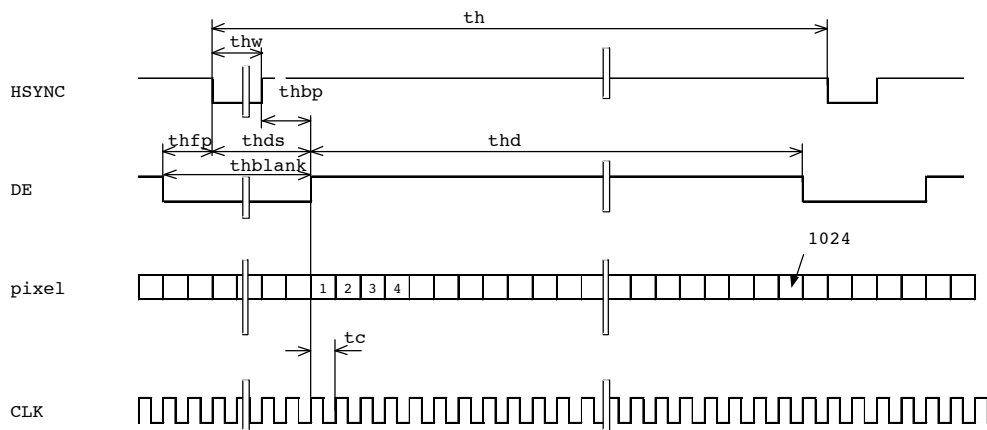 th
thw
HSYNC
thbp
thfp
thds
thd
thblank
DE
1024
pixel
1 2 3 4
tc
CLK